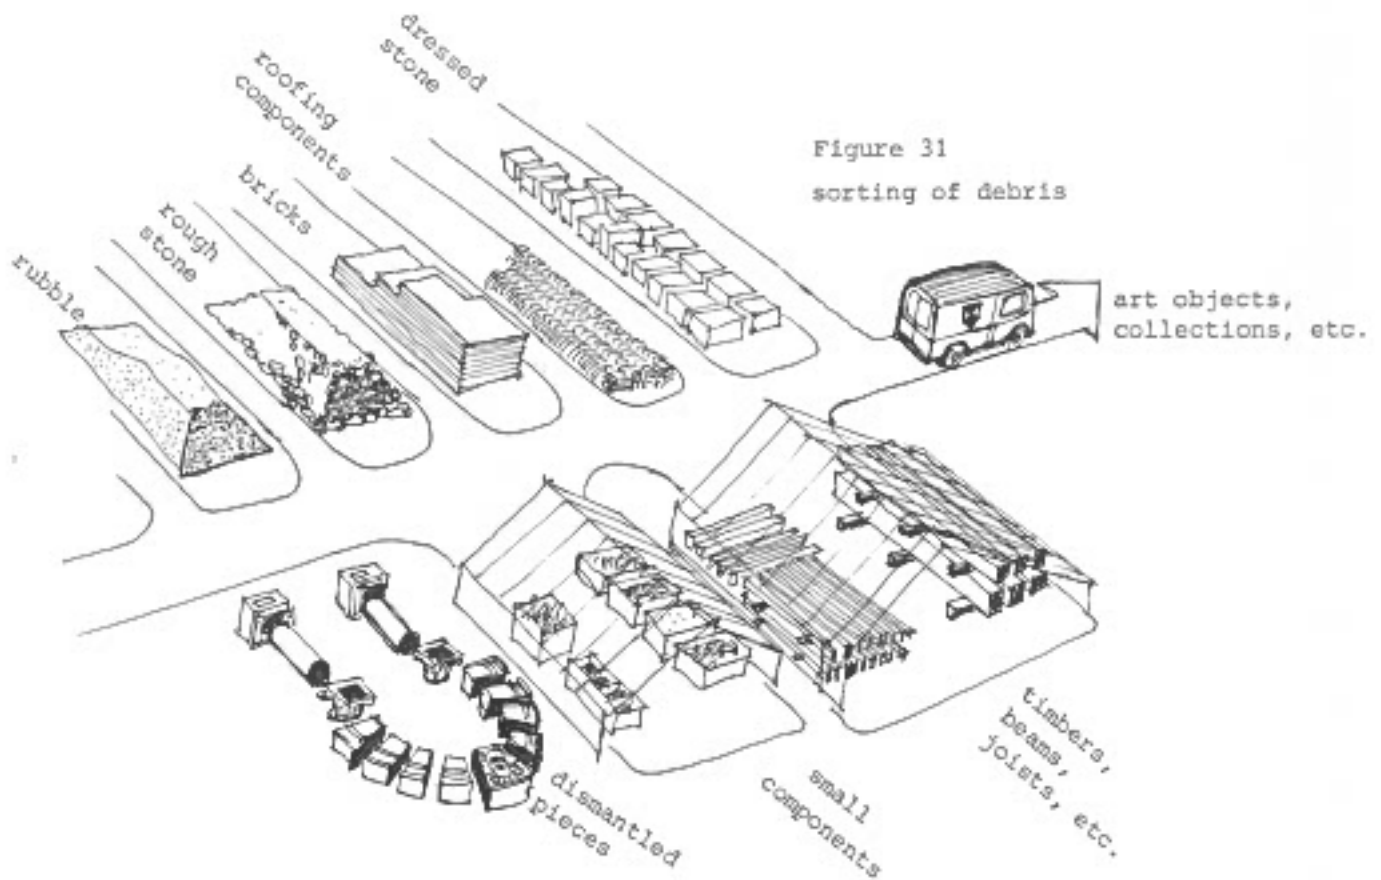 dressed
stone
roofing
components
bricks
rough
stone
rubble
Figure 31
sorting of debris
art objects,
collections, etc.
timbers,
beams,
joists, etc.
small
components
dismantled
pieces